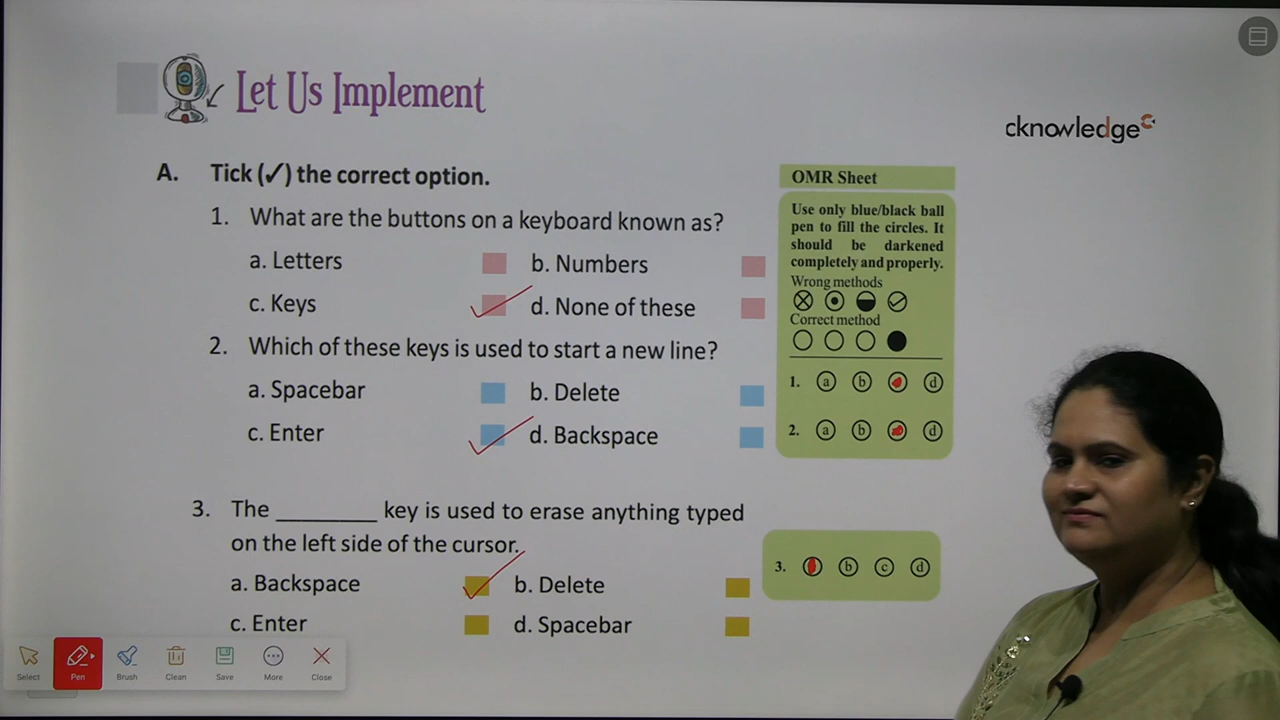 Let Us Implement
cknowledge
A. Tick (✓) the correct option.
1. What are the buttons on a keyboard known as?
a. Letters b. Numbers
c. Keys d. None of these
2. Which of these keys is used to start a new line?
a. Spacebar b. Delete
c. Enter d. Backspace
3. The ________ key is used to erase anything typed
on the left side of the cursor.
a. Backspace b. Delete
c. Enter d. Spacebar
OMR Sheet
Use only blue/black ball
pen to fill the circles. It
should be darkened
completely and properly.
Wrong methods
Correct method
1. a b d
2. a b d
3. b c d
Select Pen Brush Clean Save More Close